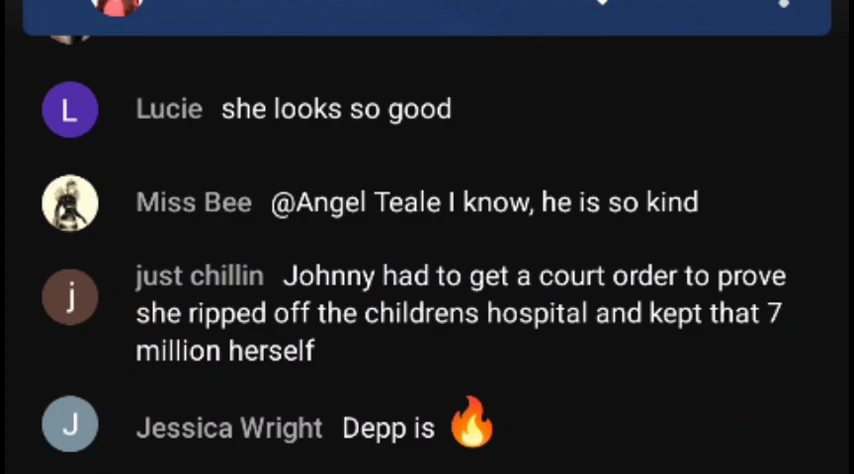 L
Lucie she looks so good
Miss Bee @Angel Teale I know, he is so kind
j
just chillin Johnny had to get a court order to prove
she ripped off the childrens hospital and kept that 7
million herself
J
Jessica Wright Depp is 🔥